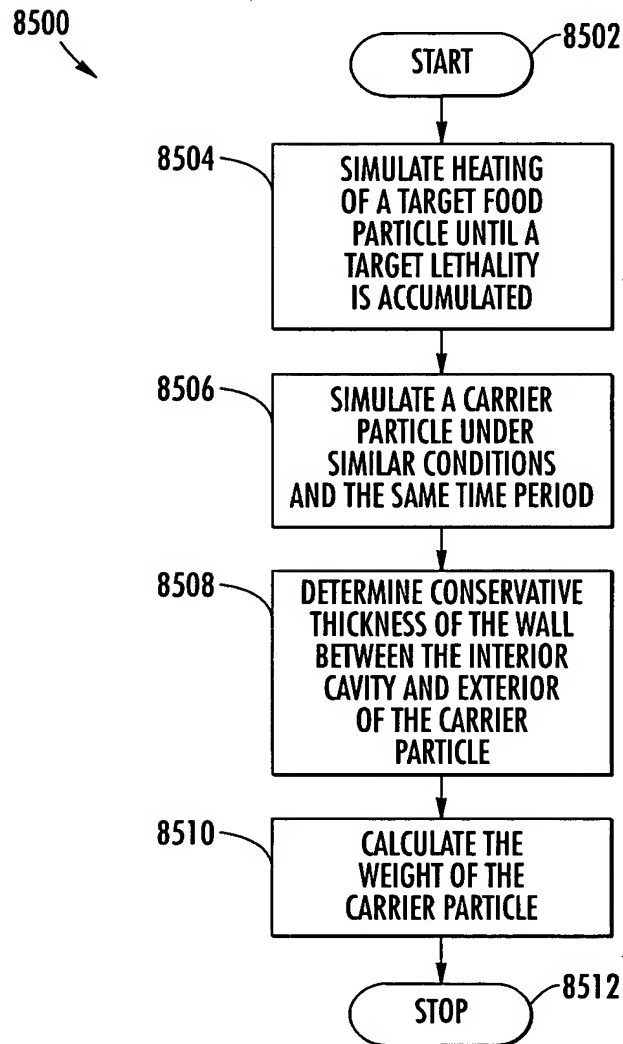 8500
START
8502
8504
SIMULATE HEATING
OF A TARGET FOOD
PARTICLE UNTIL A
TARGET LETHALITY
IS ACCUMULATED
8506
SIMULATE A CARRIER
PARTICLE UNDER
SIMILAR CONDITIONS
AND THE SAME TIME PERIOD
8508
DETERMINE CONSERVATIVE
THICKNESS OF THE WALL
BETWEEN THE INTERIOR
CAVITY AND EXTERIOR
OF THE CARRIER
PARTICLE
8510
CALCULATE THE
WEIGHT OF THE
CARRIER PARTICLE
STOP
8512